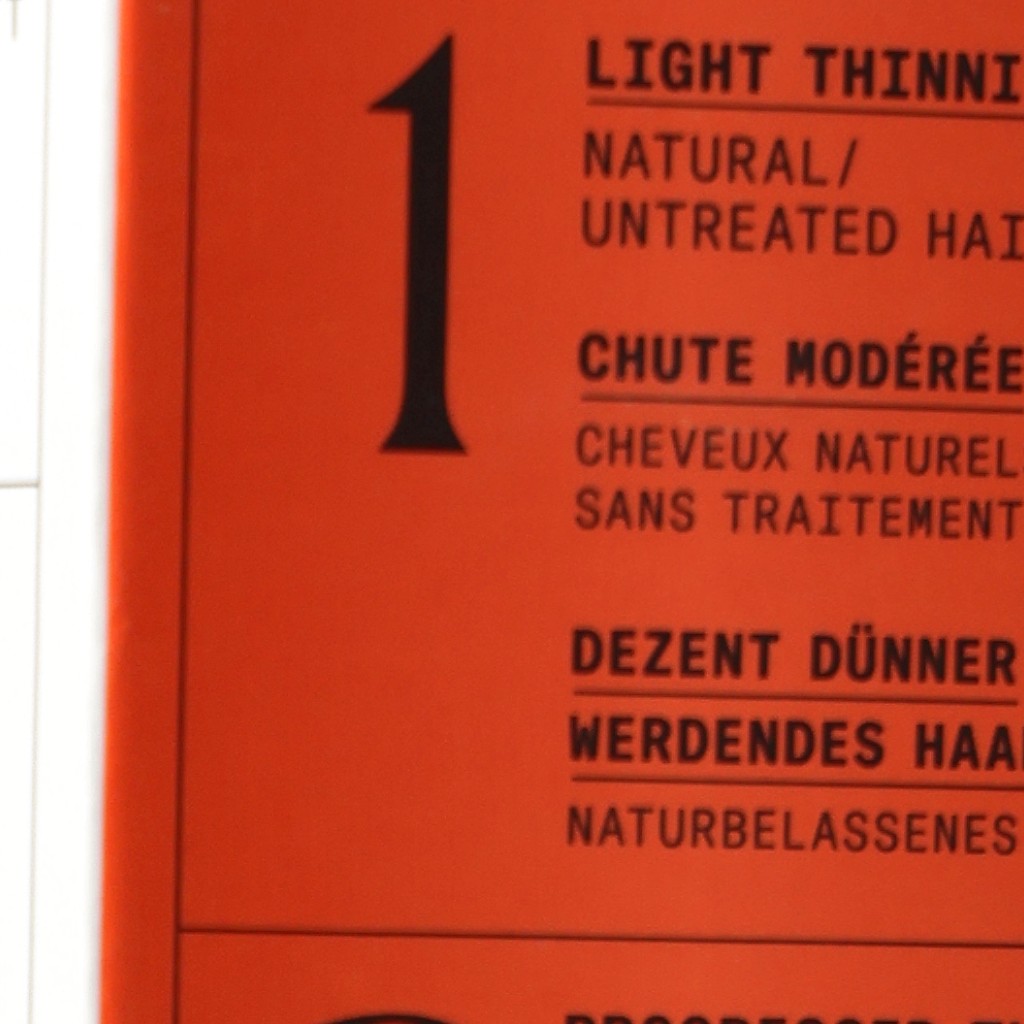 1
LIGHT THINNI
NATURAL/
UNTREATED HAI
CHUTE MODÉRÉE
CHEVEUX NATUREL
SANS TRAITEMENT
DEZENT DÜNNER
WERDENDES HAA
NATURBELASSENES